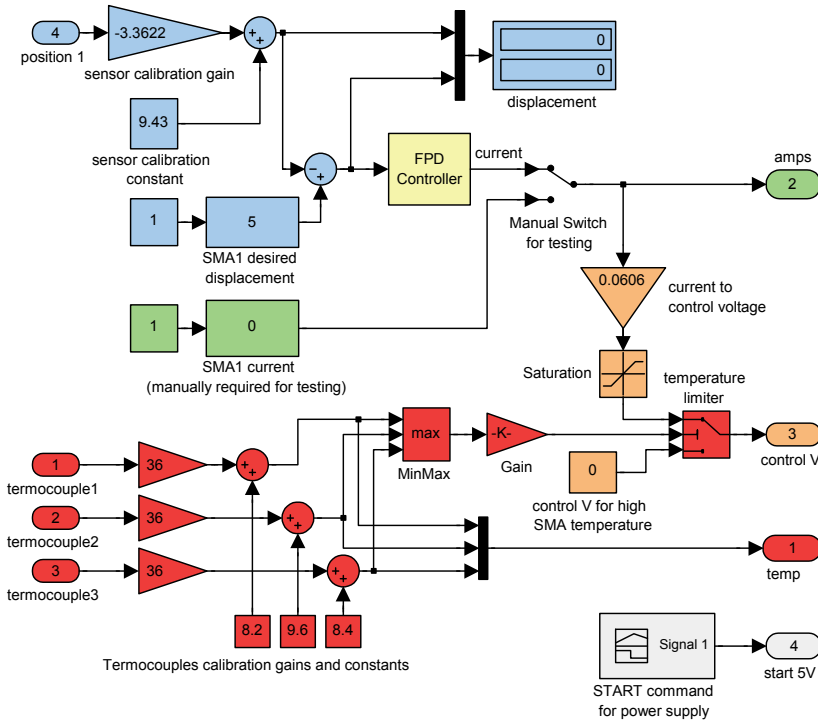 4
position 1
-3.3622
sensor calibration gain
+
+
0
0
displacement
9.43
sensor calibration
constant
−
+
FPD
Controller
current
Manual Switch
for testing
amps
2
1
5
SMA1 desired
displacement
1
0
SMA1 current
(manually required for testing)
0.0606
current to
control voltage
Saturation
temperature
limiter
max
MinMax
-K-
Gain
3
control V
0
control V for high
SMA temperature
1
termocouple1
36
+
+
2
termocouple2
36
+
+
3
termocouple3
36
+
+
8.2
9.6
8.4
Termocouples calibration gains and constants
1
temp
Signal 1
START command
for power supply
4
start 5V